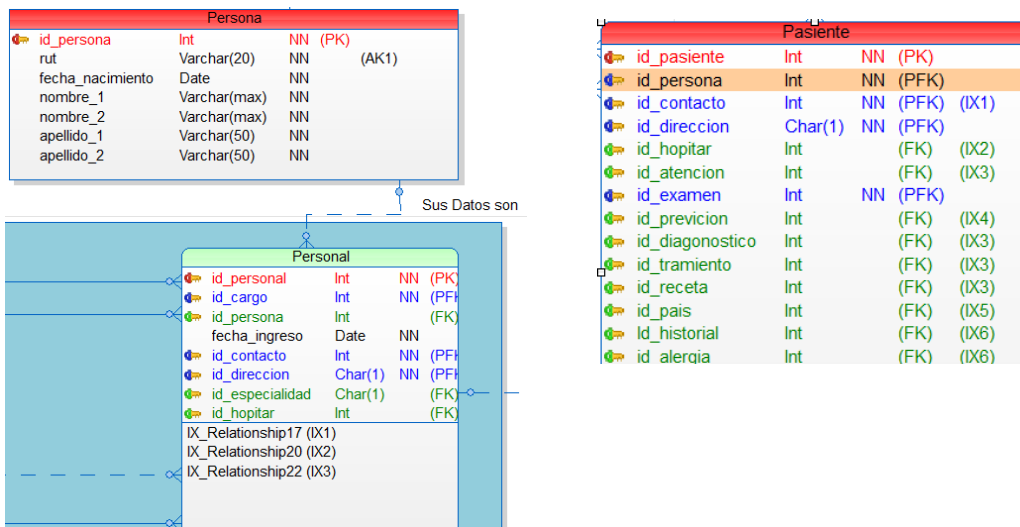 Persona
id_persona Int NN (PK)
rut Varchar(20) NN (AK1)
fecha_nacimiento Date NN
nombre_1 Varchar(max) NN
nombre_2 Varchar(max) NN
apellido_1 Varchar(50) NN
apellido_2 Varchar(50) NN
Sus Datos son
Personal
id_personal Int NN (PK)
id_cargo Int NN (PFK
id_persona Int (FK)
fecha_ingreso Date NN
id_contacto Int NN (PFK
id_direccion Char(1) NN (PFK
id_especialidad Char(1) (FK)
id_hopitar Int (FK)
IX_Relationship17 (IX1)
IX_Relationship20 (IX2)
IX_Relationship22 (IX3)
Pasiente
id_pasiente Int NN (PK)
id_persona Int NN (PFK)
id_contacto Int NN (PFK) (IX1)
id_direccion Char(1) NN (PFK)
id_hopitar Int (FK) (IX2)
id_atencion Int (FK) (IX3)
id_examen Int NN (PFK)
id_previcion Int (FK) (IX4)
id_diagonostico Int (FK) (IX3)
id_tramiento Int (FK) (IX3)
id_receta Int (FK) (IX3)
id_pais Int (FK) (IX5)
Id_historial Int (FK) (IX6)
id_alergia Int (FK) (IX6)